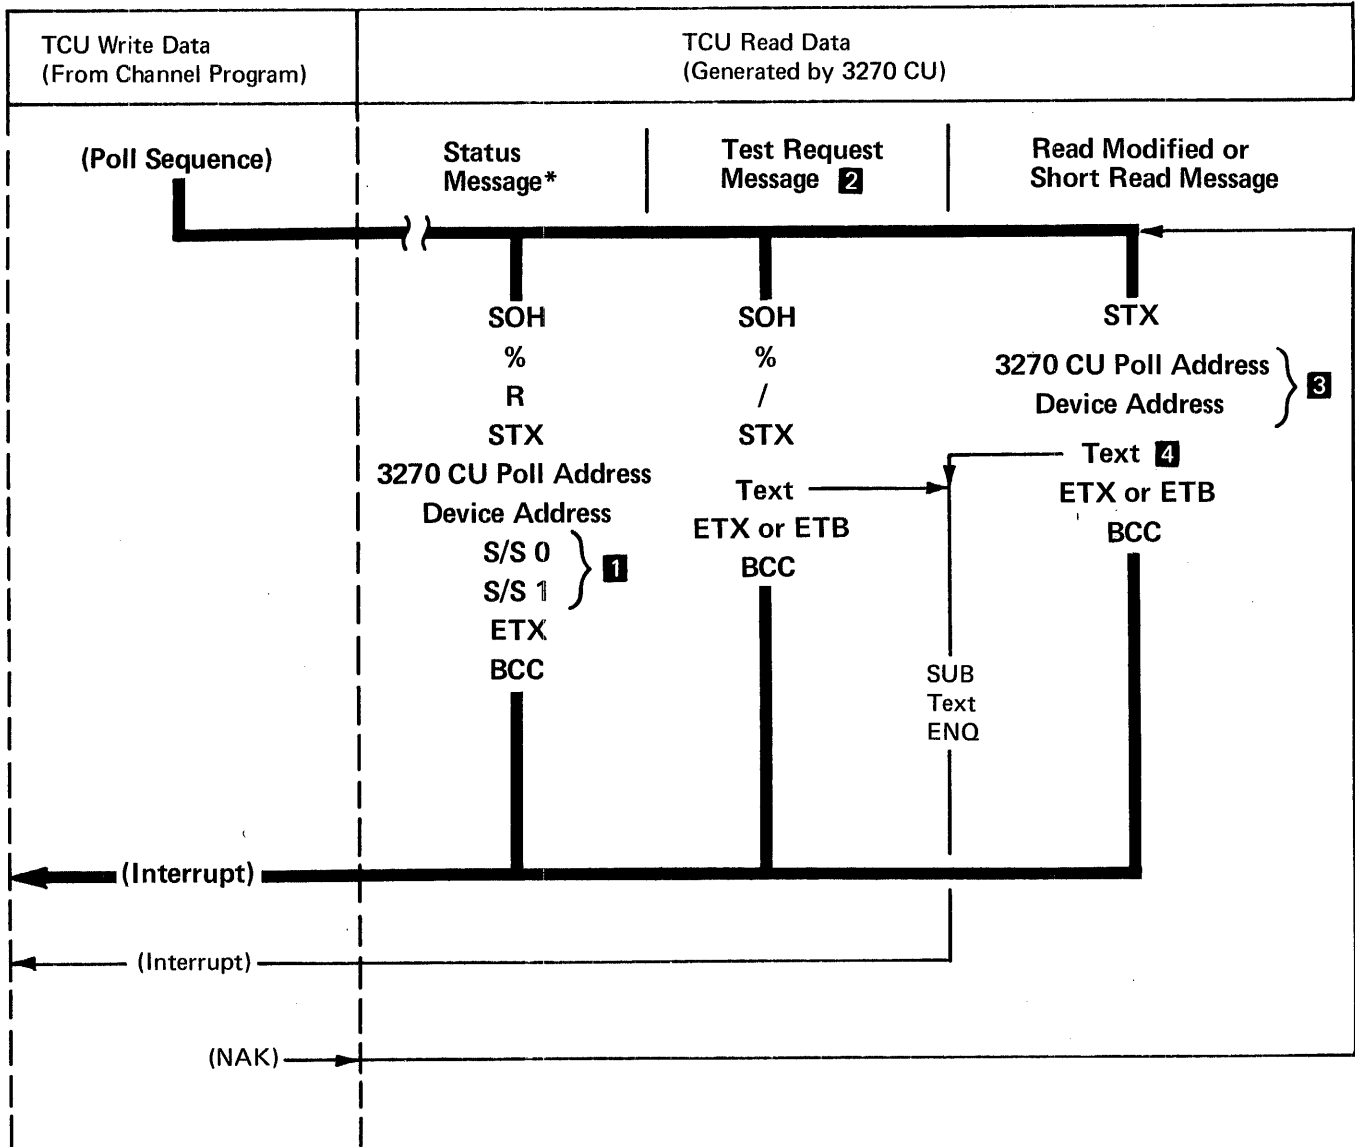 TCU Write Data
(From Channel Program)
TCU Read Data
(Generated by 3270 CU)
(Poll Sequence)
Status
Message*
Test Request
Message 2
Read Modified or
Short Read Message
SOH
%
R
STX
3270 CU Poll Address
Device Address
S/S 0
S/S 1
1
ETX
BCC
SOH
%
/
STX
Text
ETX or ETB
BCC
STX
3270 CU Poll Address
Device Address
3
Text 4
ETX or ETB
BCC
SUB
Text
ENQ
(Interrupt)
(Interrupt)
(NAK)